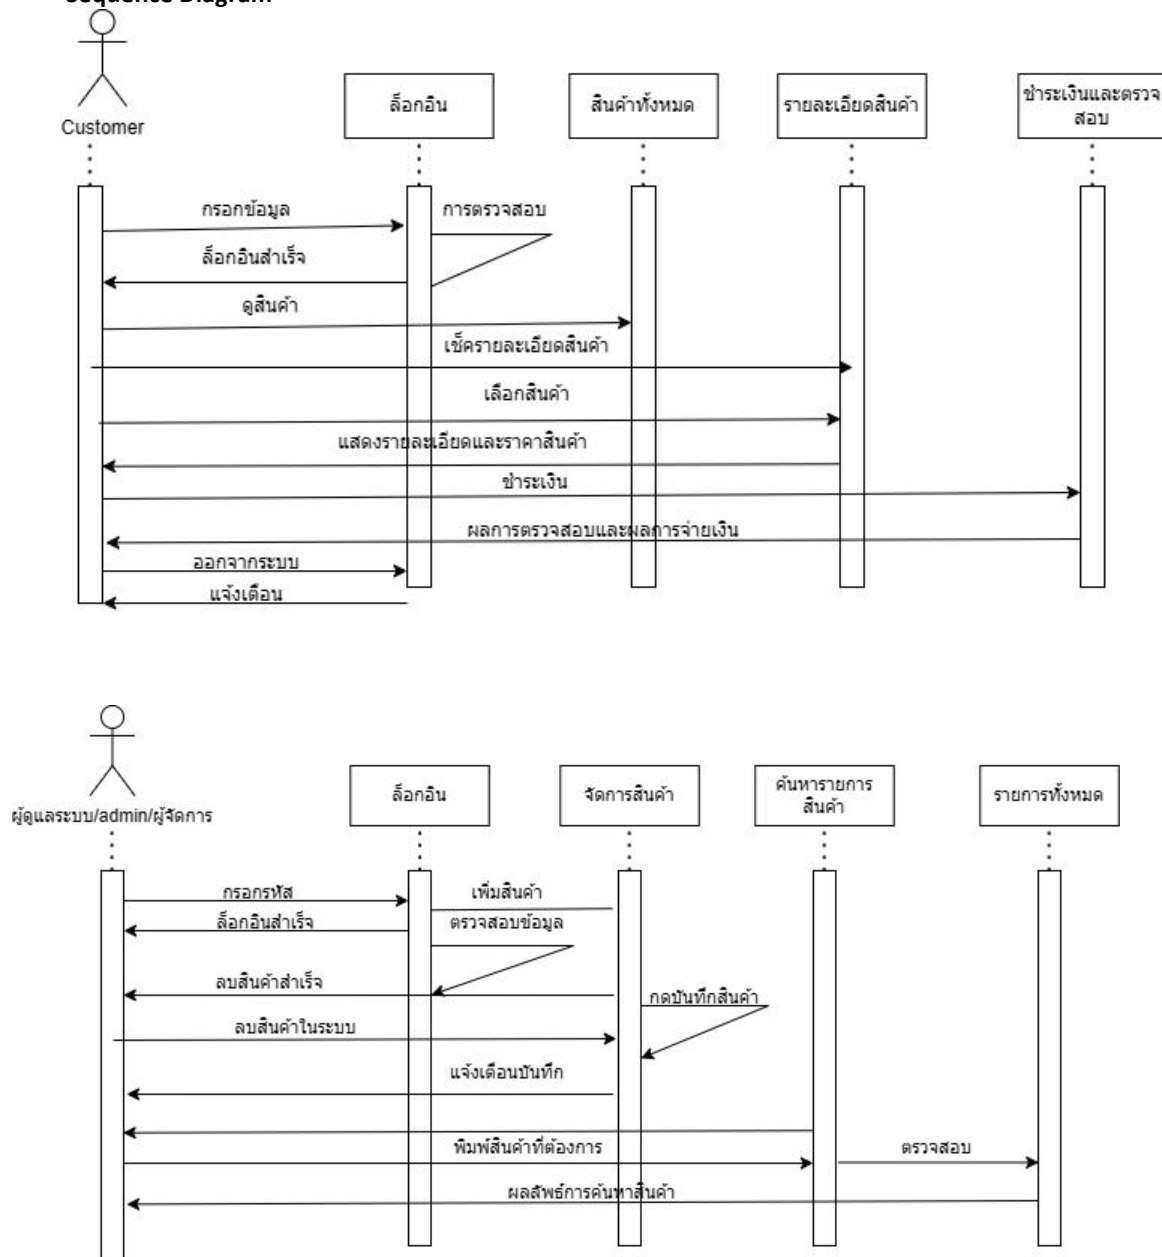 Sequence Diagram
Customer
ล็อกอิน
สินค้าทั้งหมด
รายละเอียดสินค้า
ชำระเงินและตรวจ
สอบ
กรอกข้อมูล
การตรวจสอบ
ล็อกอินสำเร็จ
ดูสินค้า
เช็ครายละเอียดสินค้า
เลือกสินค้า
แสดงรายละเอียดและราคาสินค้า
ชำระเงิน
ผลการตรวจสอบและผลการจ่ายเงิน
ออกจากระบบ
แจ้งเตือน
ผู้ดูแลระบบ/admin/ผู้จัดการ
ล็อกอิน
จัดการสินค้า
ค้นหารายการ
สินค้า
รายการทั้งหมด
กรอกรหัส
เพิ่มสินค้า
ล็อกอินสำเร็จ
ตรวจสอบข้อมูล
ลบสินค้าสำเร็จ
กดบันทึกสินค้า
ลบสินค้าในระบบ
แจ้งเตือนบันทึก
พิมพ์สินค้าที่ต้องการ
ตรวจสอบ
ผลลัพธ์การค้นหาสินค้า